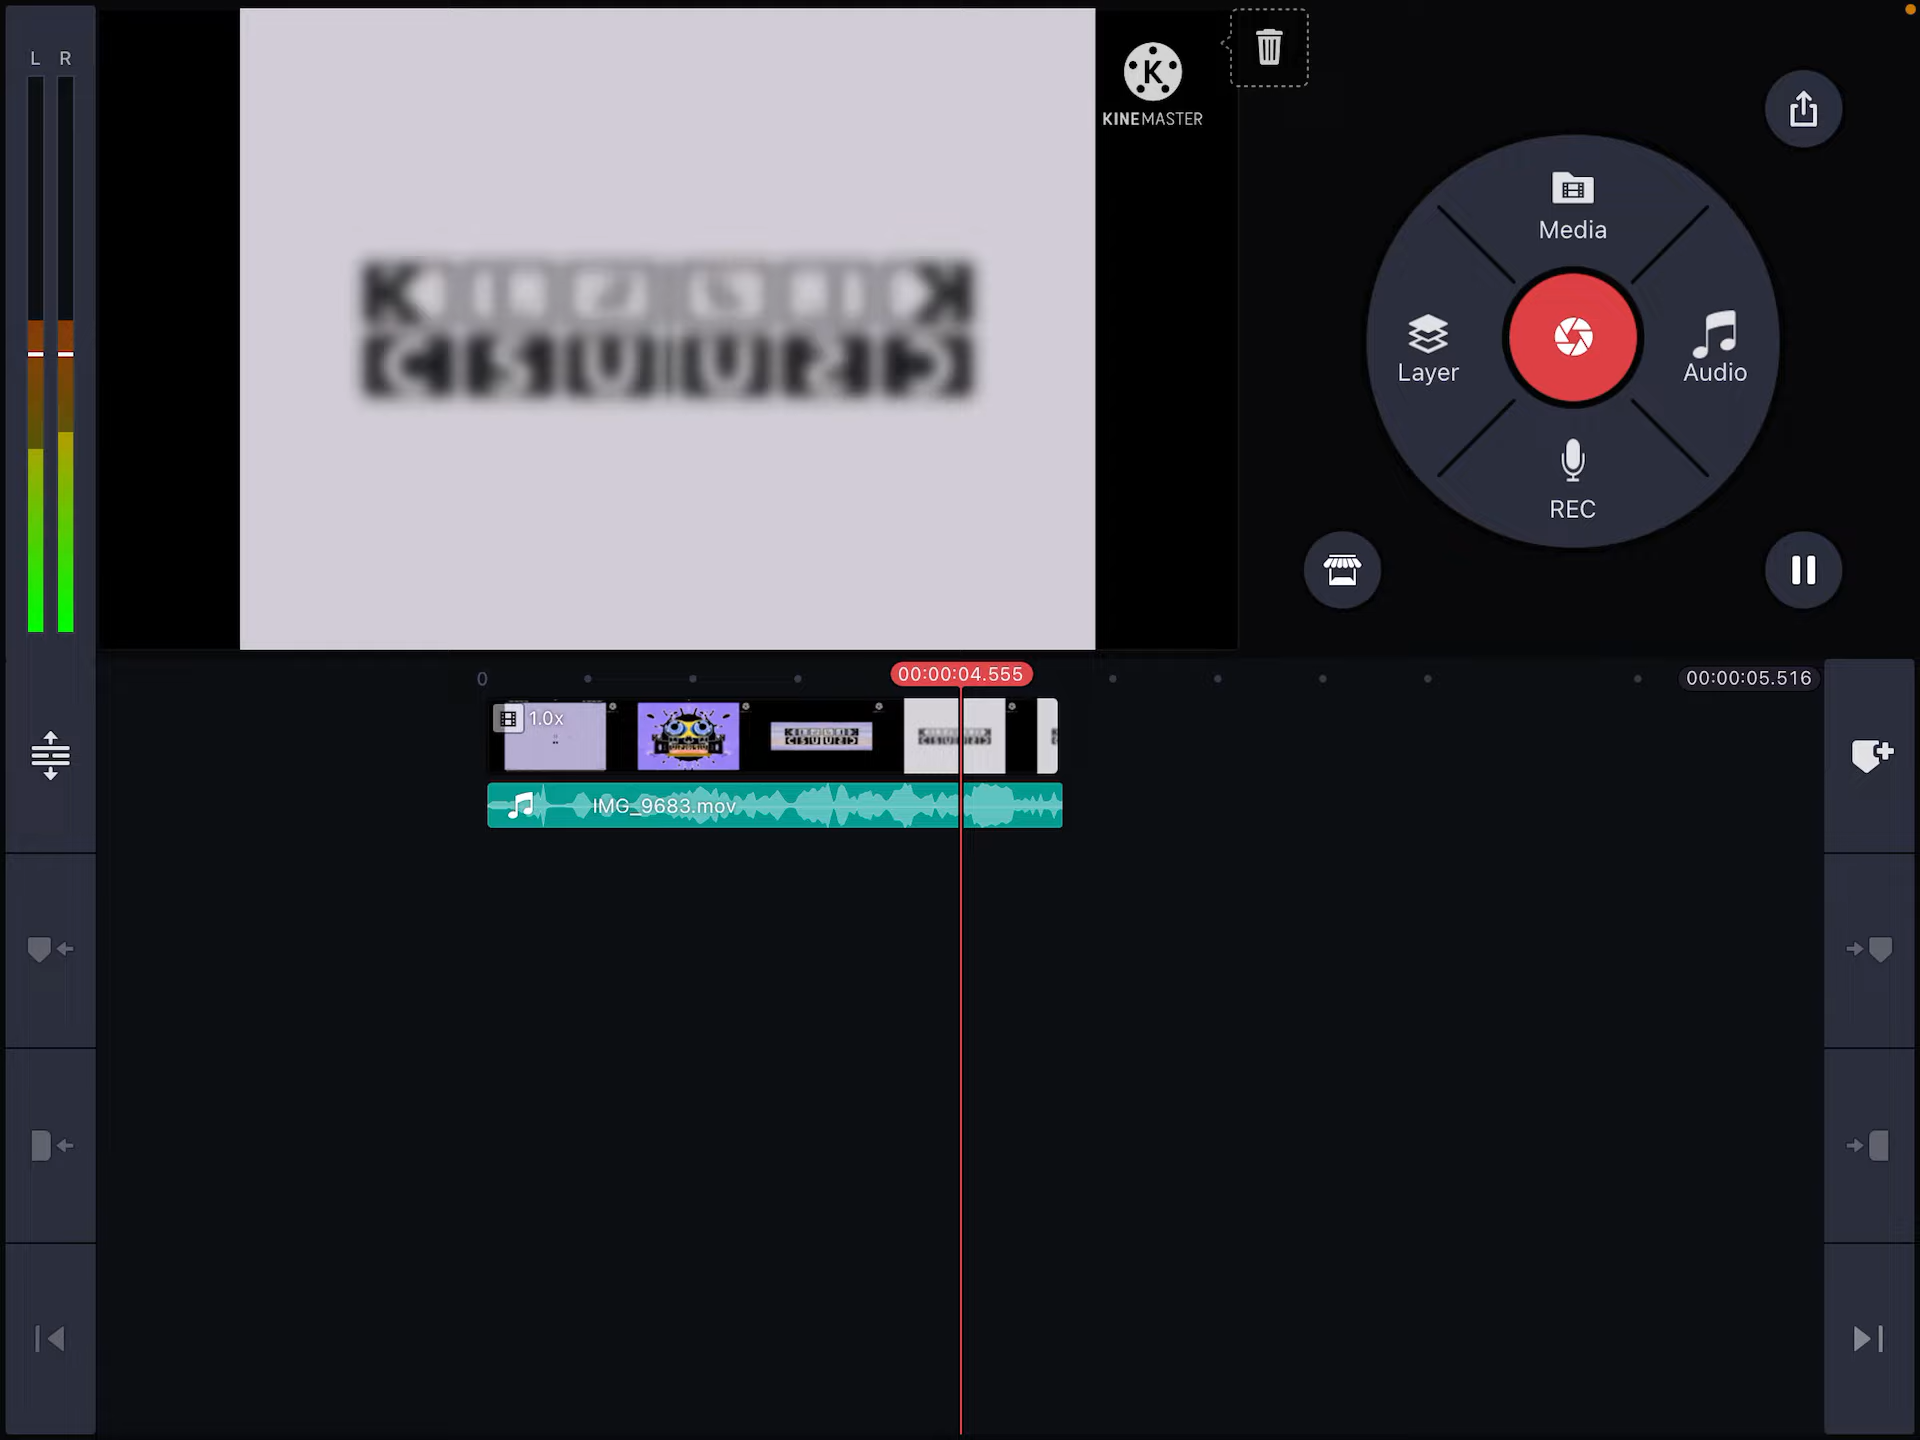 L R
KINEMASTER
Media
Layer
Audio
REC
0
00:00:04.555
00:00:05.516
1.0x
IMG_9683.mov